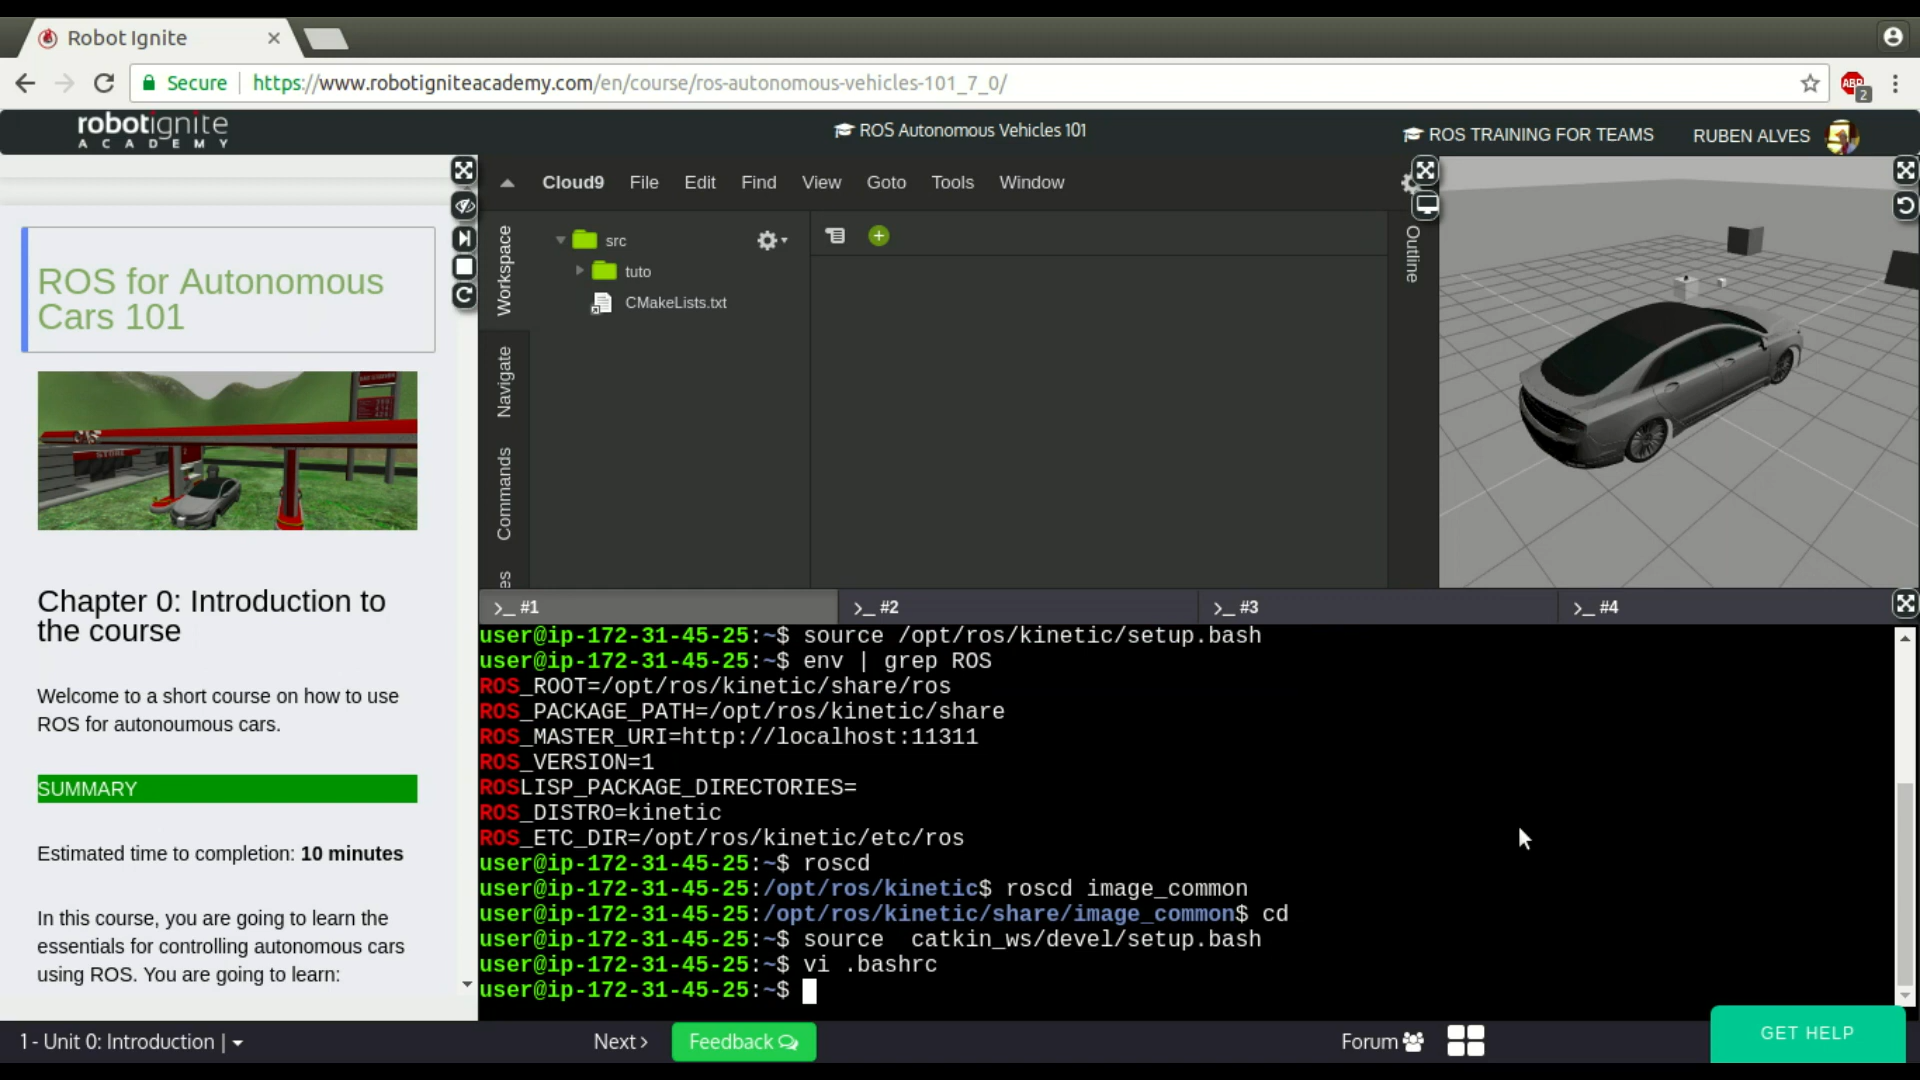 Robot Ignite
Secure
https://www.robotigniteacademy.com/en/course/ros-autonomous-vehicles-101_7_0/
ABP
2
robotignite
ACADEMY
ROS Autonomous Vehicles 101
ROS TRAINING FOR TEAMS
RUBEN ALVES
Cloud9 File Edit Find View Goto Tools Window
Workspace
Navigate
Commands
es
src
tuto
CMakeLists.txt
Outline
ROS for Autonomous
Cars 101
STORE
Chapter 0: Introduction to
the course
Welcome to a short course on how to use
ROS for autonoumous cars.
SUMMARY
Estimated time to completion: 10 minutes
In this course, you are going to learn the
essentials for controlling autonomous cars
using ROS. You are going to learn:
>_ #1
>_ #2
>_ #3
>_ #4
user@ip-172-31-45-25:~$ source /opt/ros/kinetic/setup.bash
user@ip-172-31-45-25:~$ env | grep ROS
ROS_ROOT=/opt/ros/kinetic/share/ros
ROS_PACKAGE_PATH=/opt/ros/kinetic/share
ROS_MASTER_URI=http://localhost:11311
ROS_VERSION=1
ROSLISP_PACKAGE_DIRECTORIES=
ROS_DISTRO=kinetic
ROS_ETC_DIR=/opt/ros/kinetic/etc/ros
user@ip-172-31-45-25:~$ roscd
user@ip-172-31-45-25:/opt/ros/kinetic$ roscd image_common
user@ip-172-31-45-25:/opt/ros/kinetic/share/image_common$ cd
user@ip-172-31-45-25:~$ source  catkin_ws/devel/setup.bash
user@ip-172-31-45-25:~$ vi .bashrc
user@ip-172-31-45-25:~$
1 - Unit 0: Introduction |
Next >
Feedback
Forum
GET HELP